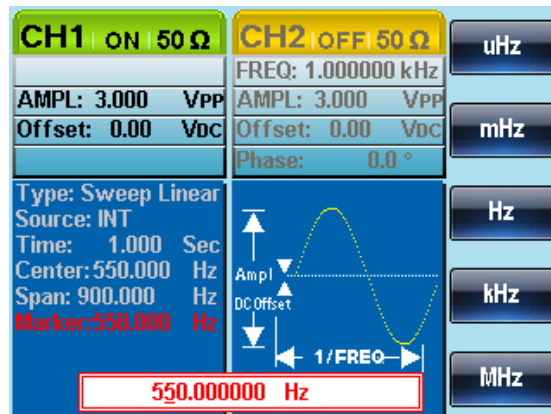 CH1 ON 50 Ω
AMPL: 3.000 VPP
Offset: 0.00 VDC
Type: Sweep Linear
Source: INT
Time: 1.000 Sec
Center: 550.000 Hz
Span: 900.000 Hz
Marker: 550.000 Hz
CH2 OFF 50 Ω
FREQ: 1.000000 kHz
AMPL: 3.000 VPP
Offset: 0.00 VDC
Phase: 0.0 °
Ampl
DC Offset
1/FREQ
550.000000 Hz
uHz
mHz
Hz
kHz
MHz